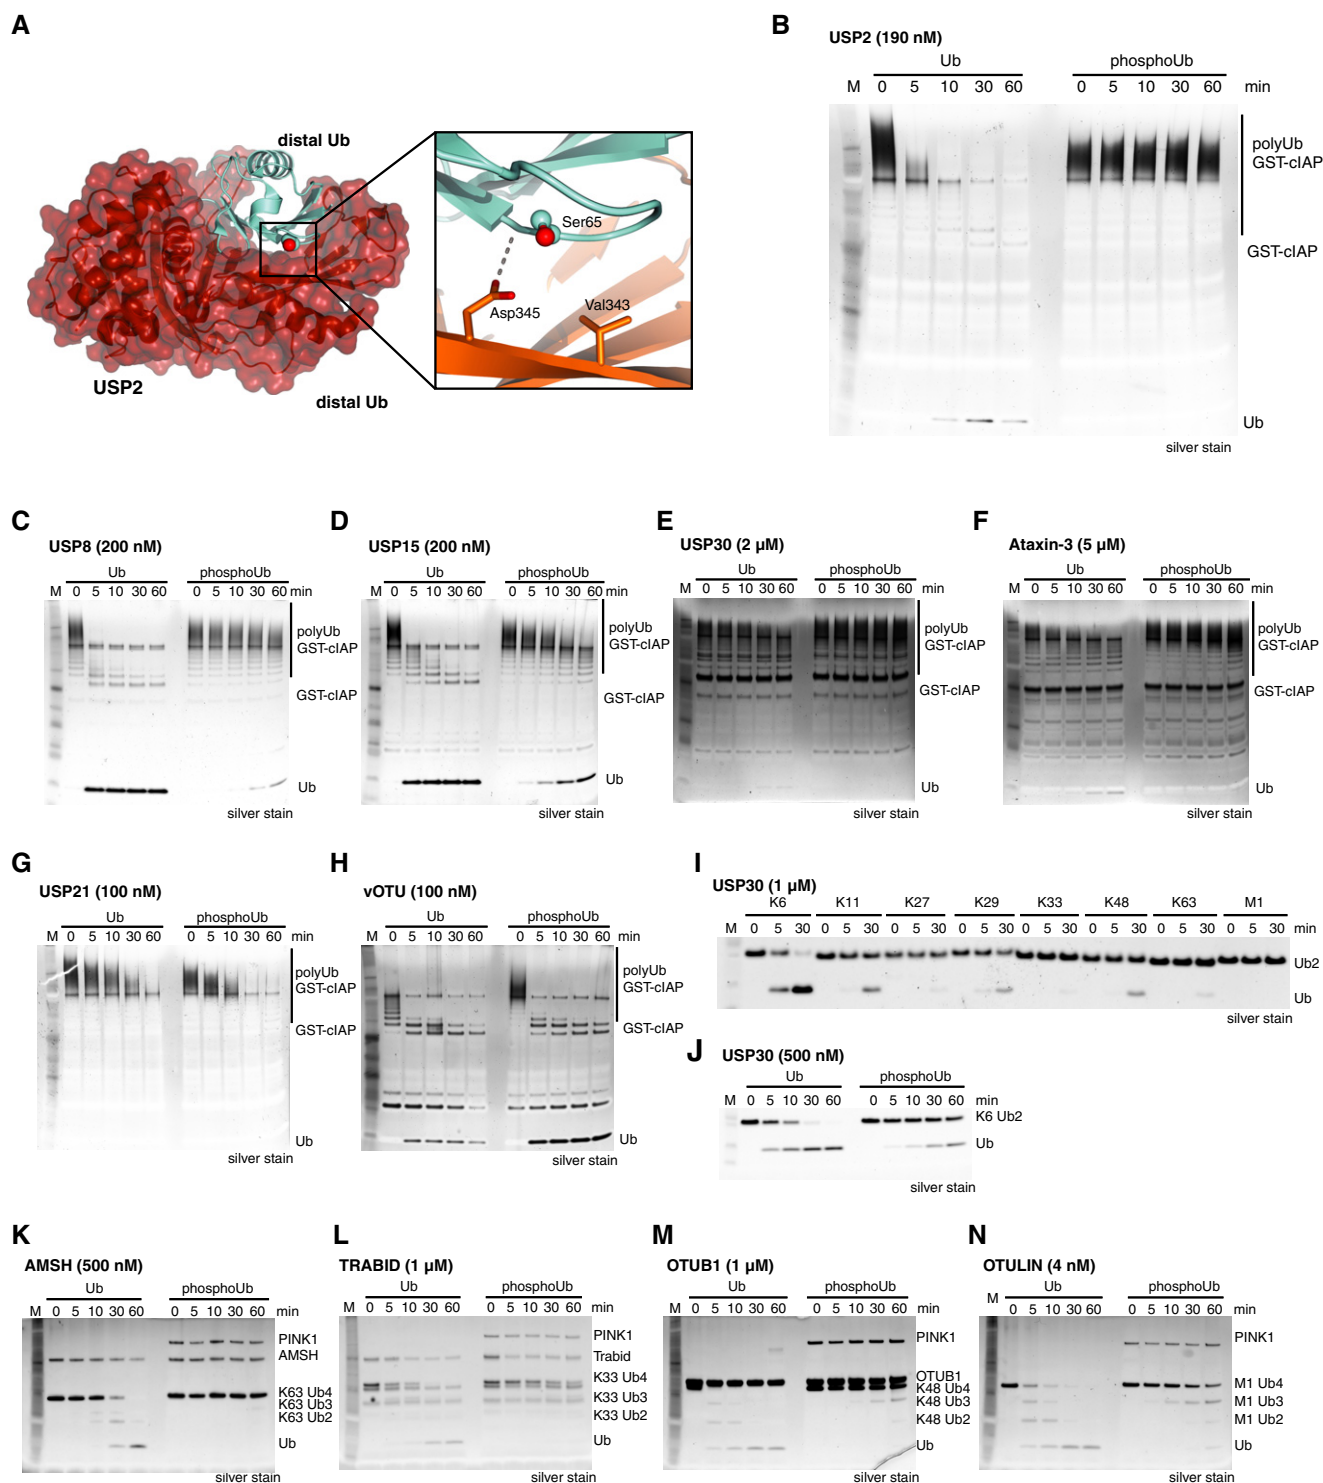 A
distal Ub
USP2
distal Ub
Ser65
Asp345
Val343
B
USP2 (190 nM)
Ub phosphoUb
M 0 5 10 30 60 0 5 10 30 60 min
polyUb
GST-cIAP
GST-cIAP
Ub
silver stain
C
USP8 (200 nM)
Ub phosphoUb
M 0 5 10 30 60 0 5 10 30 60 min
polyUb
GST-cIAP
GST-cIAP
Ub
silver stain
D
USP15 (200 nM)
Ub phosphoUb
M 0 5 10 30 60 0 5 10 30 60 min
polyUb
GST-cIAP
GST-cIAP
Ub
silver stain
E
USP30 (2 µM)
Ub phosphoUb
M 0 5 10 30 60 0 5 10 30 60 min
polyUb
GST-cIAP
GST-cIAP
Ub
silver stain
F
Ataxin-3 (5 µM)
Ub phosphoUb
M 0 5 10 30 60 0 5 10 30 60 min
polyUb
GST-cIAP
GST-cIAP
Ub
silver stain
G
USP21 (100 nM)
Ub phosphoUb
M 0 5 10 30 60 0 5 10 30 60 min
polyUb
GST-cIAP
GST-cIAP
Ub
silver stain
H
vOTU (100 nM)
Ub phosphoUb
M 0 5 10 30 60 0 5 10 30 60 min
polyUb
GST-cIAP
GST-cIAP
Ub
silver stain
I
USP30 (1 µM)
K6 K11 K27 K29 K33 K48 K63 M1
M 0 5 30 0 5 30 0 5 30 0 5 30 0 5 30 0 5 30 0 5 30 0 5 30 min
Ub2
Ub
silver stain
J
USP30 (500 nM)
Ub phosphoUb
M 0 5 10 30 60 0 5 10 30 60 min
K6 Ub2
Ub
silver stain
K
AMSH (500 nM)
Ub phosphoUb
M 0 5 10 30 60 0 5 10 30 60 min
PINK1
AMSH
K63 Ub4
K63 Ub3
K63 Ub2
Ub
silver stain
L
TRABID (1 µM)
Ub phosphoUb
M 0 5 10 30 60 0 5 10 30 60 min
PINK1
Trabid
K33 Ub4
K33 Ub3
K33 Ub2
Ub
silver stain
M
OTUB1 (1 µM)
Ub phosphoUb
M 0 5 10 30 60 0 5 10 30 60 min
PINK1
OTUB1
K48 Ub4
K48 Ub3
K48 Ub2
Ub
silver stain
N
OTULIN (4 nM)
Ub phosphoUb
M 0 5 10 30 60 0 5 10 30 60 min
PINK1
M1 Ub4
M1 Ub3
M1 Ub2
Ub
silver stain